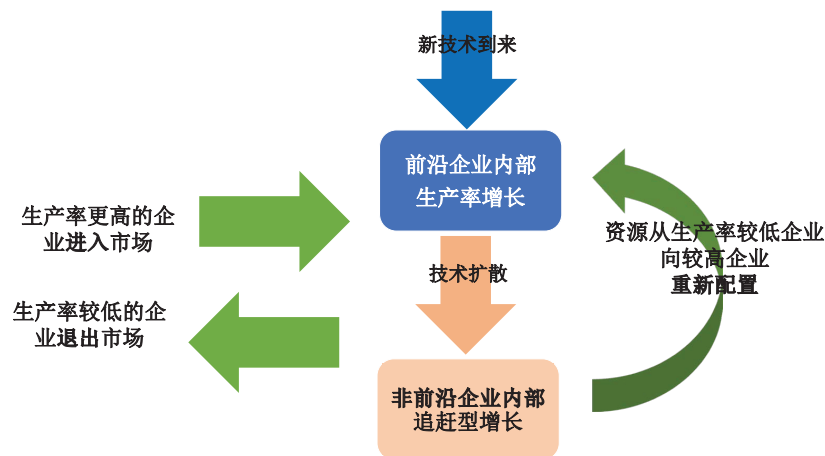 新技术到来
前沿企业内部
生产率增长
生产率更高的企
业进入市场
资源从生产率较低企业
向较高企业
重新配置
技术扩散
生产率较低的企
业退出市场
非前沿企业内部
追赶型增长